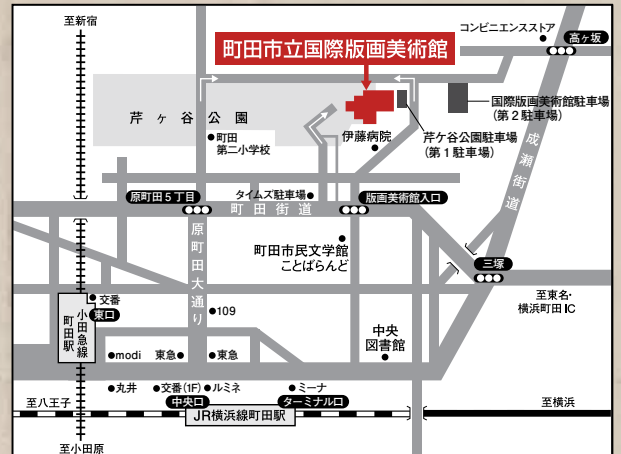 至新宿
コンビニエンスストア
高ヶ坂
町田市立国際版画美術館
国際版画美術館駐車場
（第2駐車場）
芹ヶ谷公園
町田
第二小学校
伊藤病院
芹ヶ谷公園駐車場
（第1駐車場）
成瀬街道
原町田5丁目
タイムズ駐車場
版画美術館入口
町田街道
原町田大通り
町田市民文学館
ことばらんど
三塚
至東名・
横浜町田IC
交番
東口
小田急線
町田駅
109
中央
図書館
modi
東急
東急
丸井
交番(1F)
ルミネ
ミーナ
至八王子
中央口
ターミナル口
至横浜
JR横浜線町田駅
至小田原